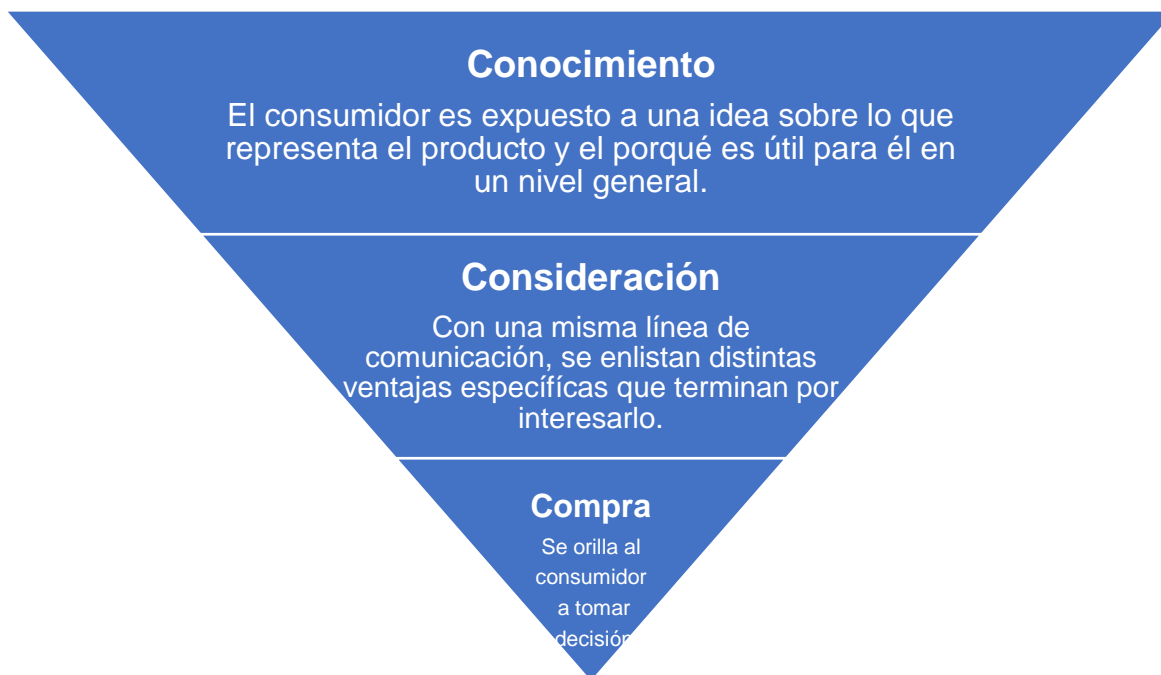 Conocimiento
El consumidor es expuesto a una idea sobre lo que
representa el producto y el porqué es útil para él en
un nivel general.
Consideración
Con una misma línea de
comunicación, se enlistan distintas
ventajas específícas que terminan por
interesarlo.
Compra
Se orilla al
consumidor
a tomar
decisión